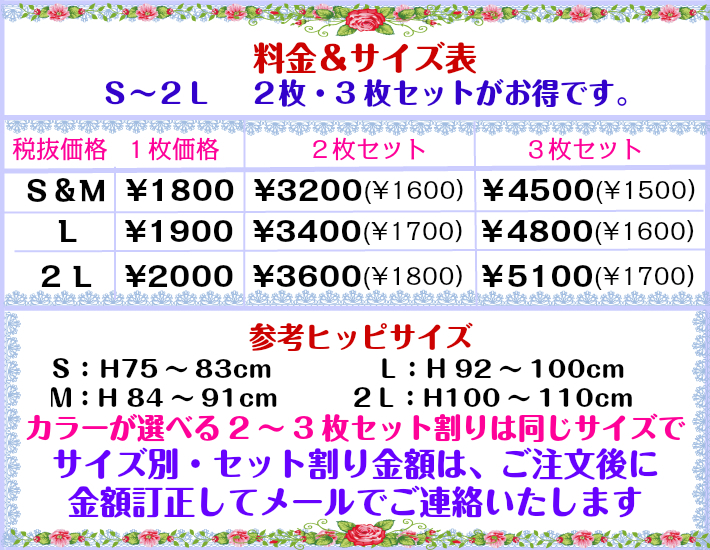 料金＆サイズ表
Ｓ～２Ｌ　２枚・３枚セットがお得です。
税抜価格 １枚価格 ２枚セット ３枚セット
Ｓ&M ¥1800 ¥3200(¥1600) ¥4500(¥1500)
Ｌ ¥1900 ¥3400(¥1700) ¥4800(¥1600)
２Ｌ ¥2000 ¥3600(¥1800) ¥5100(¥1700)
参考ヒッピサイズ
Ｓ：H75～83cm　Ｌ：H 92～100cm
M：H 84～91cm　２Ｌ：H100～110cm
カラーが選べる２～３枚セット割りは同じサイズで
サイズ別・セット割り金額は、ご注文後に
金額訂正してメールでご連絡いたします